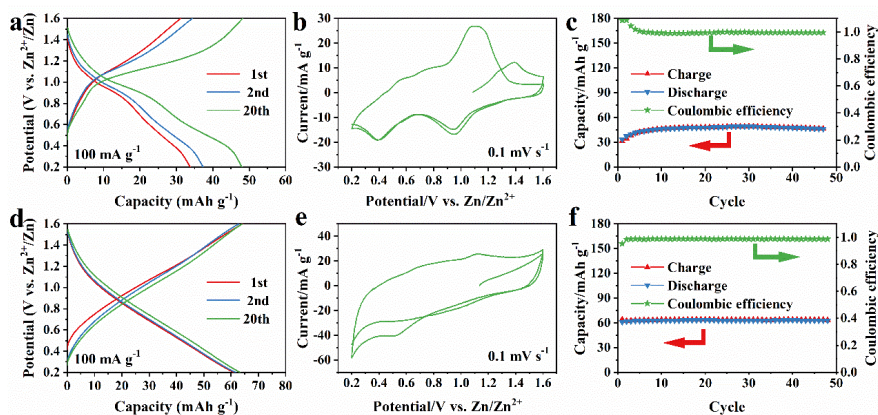 a
Potential (V vs. Zn²⁺/Zn)
1.6
1.4
1.2
1.0
0.8
0.6
0.4
0.2
1st
2nd
20th
100 mA g⁻¹
0 10 20 30 40 50 60
Capacity (mAh g⁻¹)
b
Current/mA g⁻¹
30
20
10
0
-10
-20
-30
0.1 mV s⁻¹
0.2 0.4 0.6 0.8 1.0 1.2 1.4 1.6
Potential/V vs. Zn/Zn²⁺
c
Capacity/mAh g⁻¹
180
150
120
90
60
30
0
Charge
Discharge
Coulombic efficiency
1.0
0.8
0.6
0.4
0.2
0.0
Coulombic efficiency
0 10 20 30 40 50
Cycle
d
Potential (V vs. Zn²⁺/Zn)
1.6
1.4
1.2
1.0
0.8
0.6
0.4
0.2
1st
2nd
20th
100 mA g⁻¹
0 10 20 30 40 50 60 70 80
Capacity (mAh g⁻¹)
e
Current/mA g⁻¹
40
20
0
-20
-40
-60
0.1 mV s⁻¹
0.2 0.4 0.6 0.8 1.0 1.2 1.4 1.6
Potential/V vs. Zn/Zn²⁺
f
Capacity/mAh g⁻¹
180
150
120
90
60
30
0
Charge
Discharge
Coulombic efficiency
1.0
0.8
0.6
0.4
0.2
0.0
Coulombic efficiency
0 10 20 30 40 50
Cycle